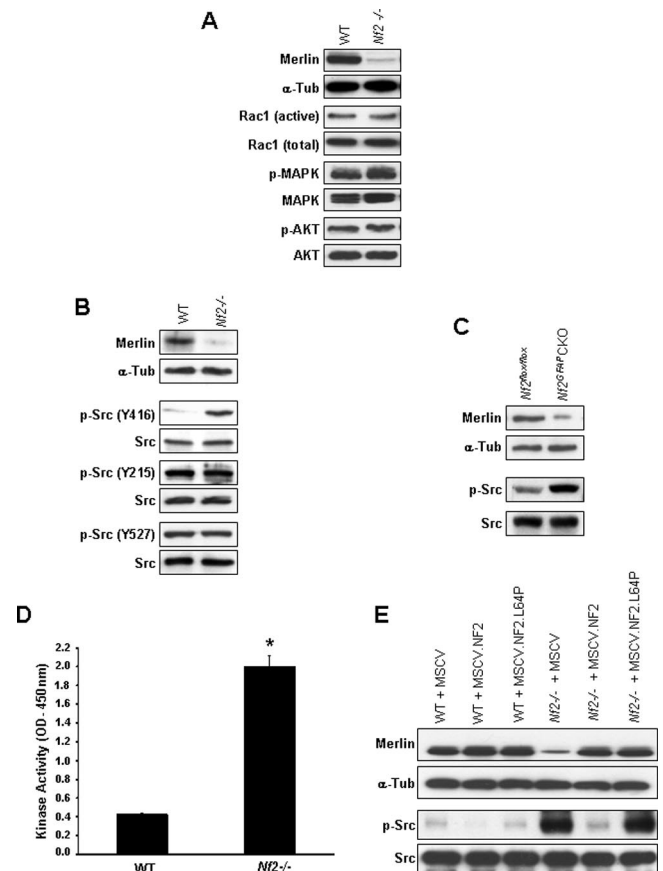 A
WT
Nf2 -/-
Merlin
α-Tub
Rac1 (active)
Rac1 (total)
p-MAPK
MAPK
p-AKT
AKT
B
WT
Nf2-/-
Merlin
α-Tub
p-Src (Y416)
Src
p-Src (Y215)
Src
p-Src (Y527)
Src
C
Nf2flox/flox
Nf2GFAPCKO
Merlin
α-Tub
p-Src
Src
D
Kinase Activity (OD- 450nm)
2.2
2.0
1.8
1.6
1.4
1.2
1.0
0.8
0.6
0.4
0.2
0.0
*
WT
Nf2-/-
E
WT + MSCV
WT + MSCV.NF2
WT + MSCV.NF2.L64P
Nf2-/- + MSCV
Nf2-/- + MSCV.NF2
Nf2-/- + MSCV.NF2.L64P
Merlin
α-Tub
p-Src
Src